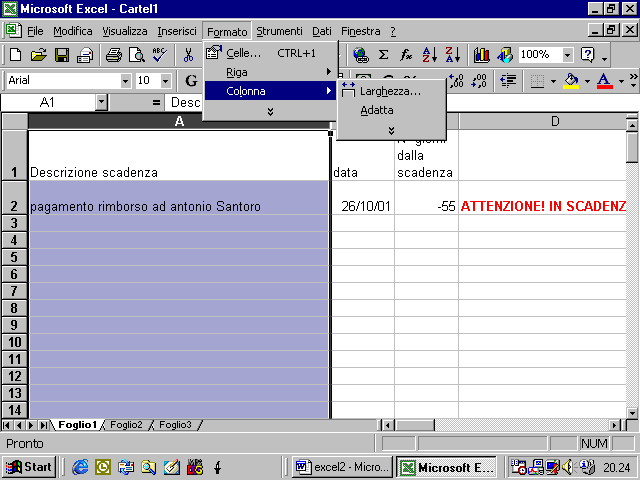 Microsoft Excel - Cartel1
File Modifica Visualizza Inserisci Formato Strumenti Dati Finestra ?
Celle... CTRL+1
Riga
Colonna
Larghezza...
Adatta
100%
Arial 10 G
A1 = Desc
A D
1 Descrizione scadenza data N° giorni dalla scadenza
2 pagamento rimborso ad antonio Santoro 26/10/01 -55 ATTENZIONE! IN SCADENZ
3
4
5
6
7
8
9
10
11
12
13
14
Foglio1 Foglio2 Foglio3
Pronto NUM
Start excel2 - Micro... Microsoft E... 20.24